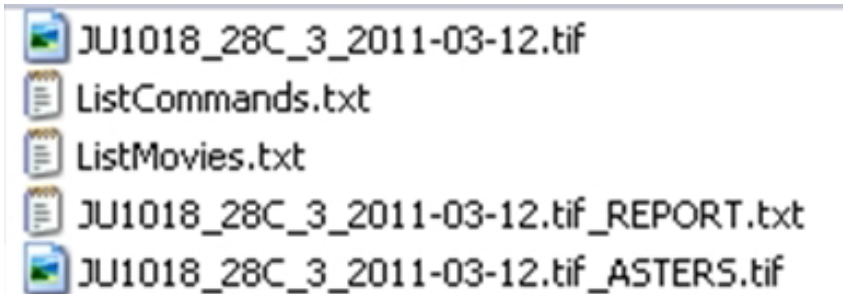 JU1018_28C_3_2011-03-12.tif
ListCommands.txt
ListMovies.txt
JU1018_28C_3_2011-03-12.tif_REPORT.txt
JU1018_28C_3_2011-03-12.tif_ASTERS.tif